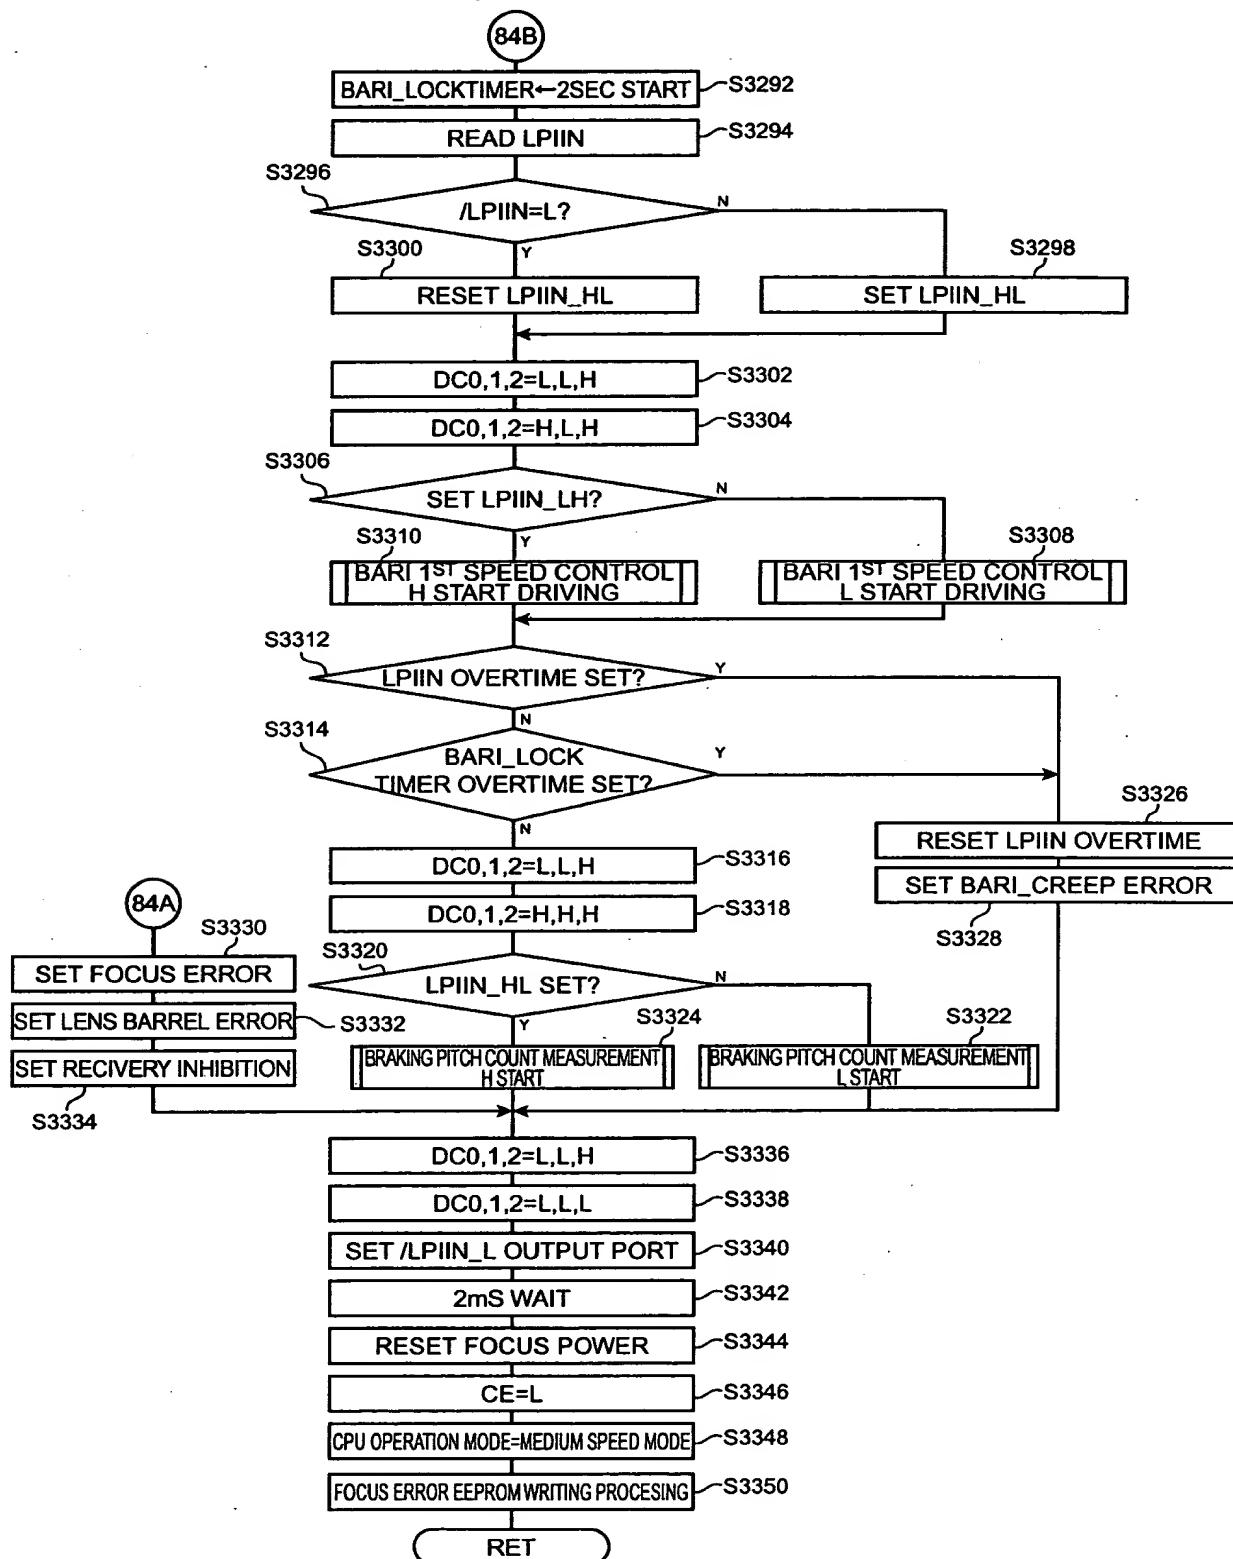 84B
BARI_LOCKTIMER←2SEC START
S3292
READ LPIIN
S3294
S3296
/LPIIN=L?
N
Y
S3300
RESET LPIIN_HL
S3298
SET LPIIN_HL
DC0,1,2=L,L,H
S3302
DC0,1,2=H,L,H
S3304
S3306
SET LPIIN_LH?
N
Y
S3310
BARI 1ST SPEED CONTROL
H START DRIVING
S3308
BARI 1ST SPEED CONTROL
L START DRIVING
S3312
LPIIN OVERTIME SET?
Y
N
S3314
BARI_LOCK
TIMER OVERTIME SET?
Y
N
S3326
RESET LPIIN OVERTIME
SET BARI_CREEP ERROR
S3328
DC0,1,2=L,L,H
S3316
DC0,1,2=H,H,H
S3318
84A
S3330
SET FOCUS ERROR
SET LENS BARREL ERROR
S3332
SET RECIVERY INHIBITION
S3334
S3320
LPIIN_HL SET?
N
Y
S3324
BRAKING PITCH COUNT MEASUREMENT
H START
S3322
BRAKING PITCH COUNT MEASUREMENT
L START
DC0,1,2=L,L,H
S3336
DC0,1,2=L,L,L
S3338
SET /LPIIN_L OUTPUT PORT
S3340
2mS WAIT
S3342
RESET FOCUS POWER
S3344
CE=L
S3346
CPU OPERATION MODE=MEDIUM SPEED MODE
S3348
FOCUS ERROR EEPROM WRITING PROCESING
S3350
RET